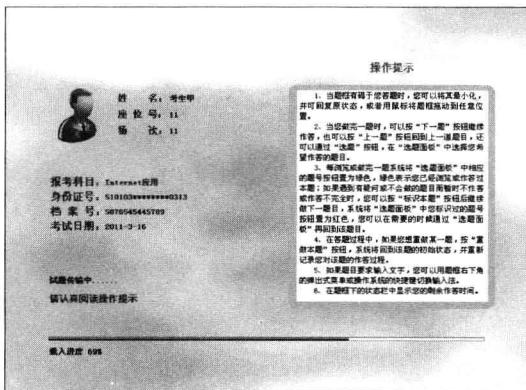 操作提示
姓 名：考生甲
座 位 号：11
场 次：11
报考科目：Internet应用
身份证号：510103********0313
档 案 号：5076545445789
考试日期：2011-3-16
试题传输中......
请认真阅读操作提示
1. 当题框有碍于您答题时，您可以将其最小化，
并可回复原状态，或者用鼠标将题框拖动到任意位
置。
2. 当您做完一题时，可以按“下一题”按钮继续
作答，也可以按“上一题”按钮回到上一道题目，还
可以通过“选题”按钮，在“选题面板”中选择您希
望作答的题目。
3. 每浏览或做完一题系统将“选题面板”中相应
的题号按钮置为绿色，绿色表示您已经浏览或作答过
本题；如果遇到有疑问或不会做的题目而暂时不作答
或作答不完全时，您可以按“标识本题”按钮后继续
做下一题目，系统将“选题面板”中您标识过的题号
按钮置为红色，您可以在需要的时候通过“选题面
板”再回到该题目。
4. 在答题过程中，如果您想重做某一题，按“重
做本题”按钮，系统将回到该题的初始状态，并重新
记录您对该题的作答过程。
5. 如果题目要求输入文字，您可以用题框右下角
的弹出式菜单或操作系统的快捷键切换输入法。
6. 在题框下的状态栏中显示您的剩余作答时间。
载入进度 69%